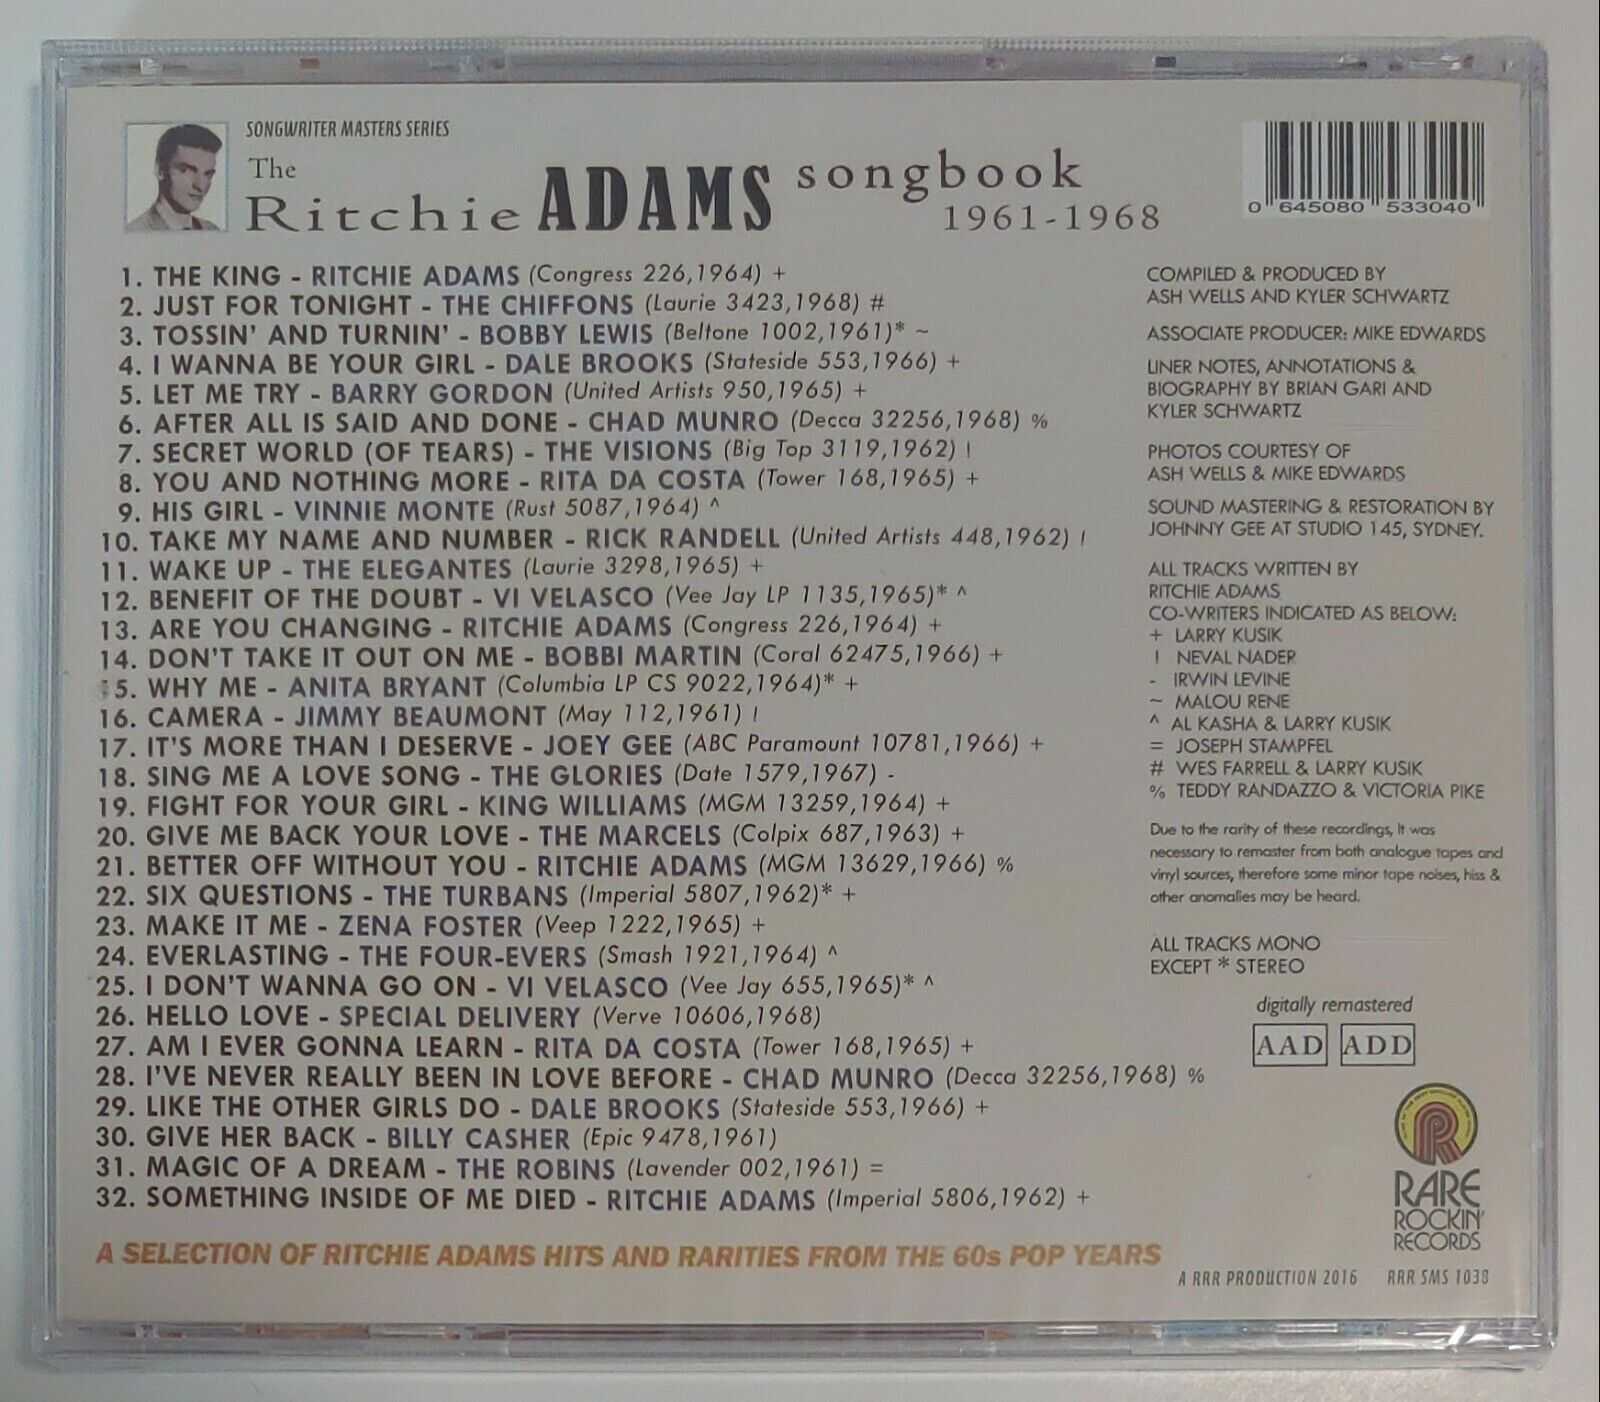 SONGWRITER MASTERS SERIES
The
Ritchie ADAMS songbook
1961-1968
0 645080 533040
1. THE KING - RITCHIE ADAMS (Congress 226,1964) +
2. JUST FOR TONIGHT - THE CHIFFONS (Laurie 3423,1968) #
3. TOSSIN' AND TURNIN' - BOBBY LEWIS (Beltone 1002,1961)* ~
4. I WANNA BE YOUR GIRL - DALE BROOKS (Stateside 553,1966) +
5. LET ME TRY - BARRY GORDON (United Artists 950,1965) +
6. AFTER ALL IS SAID AND DONE - CHAD MUNRO (Decca 32256,1968) %
7. SECRET WORLD (OF TEARS) - THE VISIONS (Big Top 3119,1962) !
8. YOU AND NOTHING MORE - RITA DA COSTA (Tower 168,1965) +
9. HIS GIRL - VINNIE MONTE (Rust 5087,1964) ^
10. TAKE MY NAME AND NUMBER - RICK RANDELL (United Artists 448,1962) !
11. WAKE UP - THE ELEGANTES (Laurie 3298,1965) +
12. BENEFIT OF THE DOUBT - VI VELASCO (Vee Jay LP 1135,1965)* ^
13. ARE YOU CHANGING - RITCHIE ADAMS (Congress 226,1964) +
14. DON'T TAKE IT OUT ON ME - BOBBI MARTIN (Coral 62475,1966) +
15. WHY ME - ANITA BRYANT (Columbia LP CS 9022,1964)* +
16. CAMERA - JIMMY BEAUMONT (May 112,1961) !
17. IT'S MORE THAN I DESERVE - JOEY GEE (ABC Paramount 10781,1966) +
18. SING ME A LOVE SONG - THE GLORIES (Date 1579,1967) -
19. FIGHT FOR YOUR GIRL - KING WILLIAMS (MGM 13259,1964) +
20. GIVE ME BACK YOUR LOVE - THE MARCELS (Colpix 687,1963) +
21. BETTER OFF WITHOUT YOU - RITCHIE ADAMS (MGM 13629,1966) %
22. SIX QUESTIONS - THE TURBANS (Imperial 5807,1962)* +
23. MAKE IT ME - ZENA FOSTER (Veep 1222,1965) +
24. EVERLASTING - THE FOUR-EVERS (Smash 1921,1964) ^
25. I DON'T WANNA GO ON - VI VELASCO (Vee Jay 655,1965)* ^
26. HELLO LOVE - SPECIAL DELIVERY (Verve 10606,1968)
27. AM I EVER GONNA LEARN - RITA DA COSTA (Tower 168,1965) +
28. I'VE NEVER REALLY BEEN IN LOVE BEFORE - CHAD MUNRO (Decca 32256,1968) %
29. LIKE THE OTHER GIRLS DO - DALE BROOKS (Stateside 553,1966) +
30. GIVE HER BACK - BILLY CASHER (Epic 9478,1961)
31. MAGIC OF A DREAM - THE ROBINS (Lavender 002,1961) =
32. SOMETHING INSIDE OF ME DIED - RITCHIE ADAMS (Imperial 5806,1962) +
A SELECTION OF RITCHIE ADAMS HITS AND RARITIES FROM THE 60s POP YEARS
COMPILED & PRODUCED BY
ASH WELLS AND KYLER SCHWARTZ
ASSOCIATE PRODUCER: MIKE EDWARDS
LINER NOTES, ANNOTATIONS &
BIOGRAPHY BY BRIAN GARI AND
KYLER SCHWARTZ
PHOTOS COURTESY OF
ASH WELLS & MIKE EDWARDS
SOUND MASTERING & RESTORATION BY
JOHNNY GEE AT STUDIO 145, SYDNEY.
ALL TRACKS WRITTEN BY
RITCHIE ADAMS
CO-WRITERS INDICATED AS BELOW:
+ LARRY KUSIK
! NEVAL NADER
- IRWIN LEVINE
~ MALOU RENE
^ AL KASHA & LARRY KUSIK
= JOSEPH STAMPFEL
# WES FARRELL & LARRY KUSIK
% TEDDY RANDAZZO & VICTORIA PIKE
Due to the rarity of these recordings, It was
necessary to remaster from both analogue tapes and
vinyl sources, therefore some minor tape noises, hiss &
other anomalies may be heard.
ALL TRACKS MONO
EXCEPT * STEREO
digitally remastered
AAD ADD
R
RARE
ROCKIN'
RECORDS
A RRR PRODUCTION 2016 RRR SMS 1038